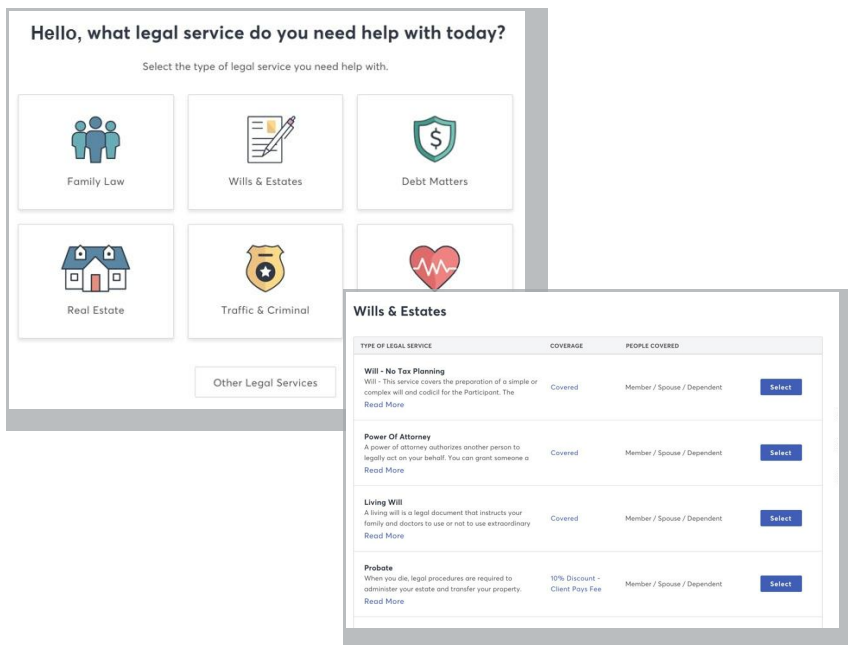 Hello, what legal service do you need help with today?
Select the type of legal service you need help with.
Family Law
Wills & Estates
Debt Matters
Real Estate
Traffic & Criminal
Other Legal Services
Wills & Estates
TYPE OF LEGAL SERVICE COVERAGE PEOPLE COVERED
Will - No Tax Planning
Will - This service covers the preparation of a simple or
complex will and codicil for the Participant. The
Read More
Covered
Member / Spouse / Dependent
Select
Power Of Attorney
A power of attorney authorizes another person to
legally act on your behalf. You can grant someone a
Read More
Covered
Member / Spouse / Dependent
Select
Living Will
A living will is a legal document that instructs your
family and doctors to use or not to use extraordinary
Read More
Covered
Member / Spouse / Dependent
Select
Probate
When you die, legal procedures are required to
administer your estate and transfer your property.
Read More
10% Discount -
Client Pays Fee
Member / Spouse / Dependent
Select